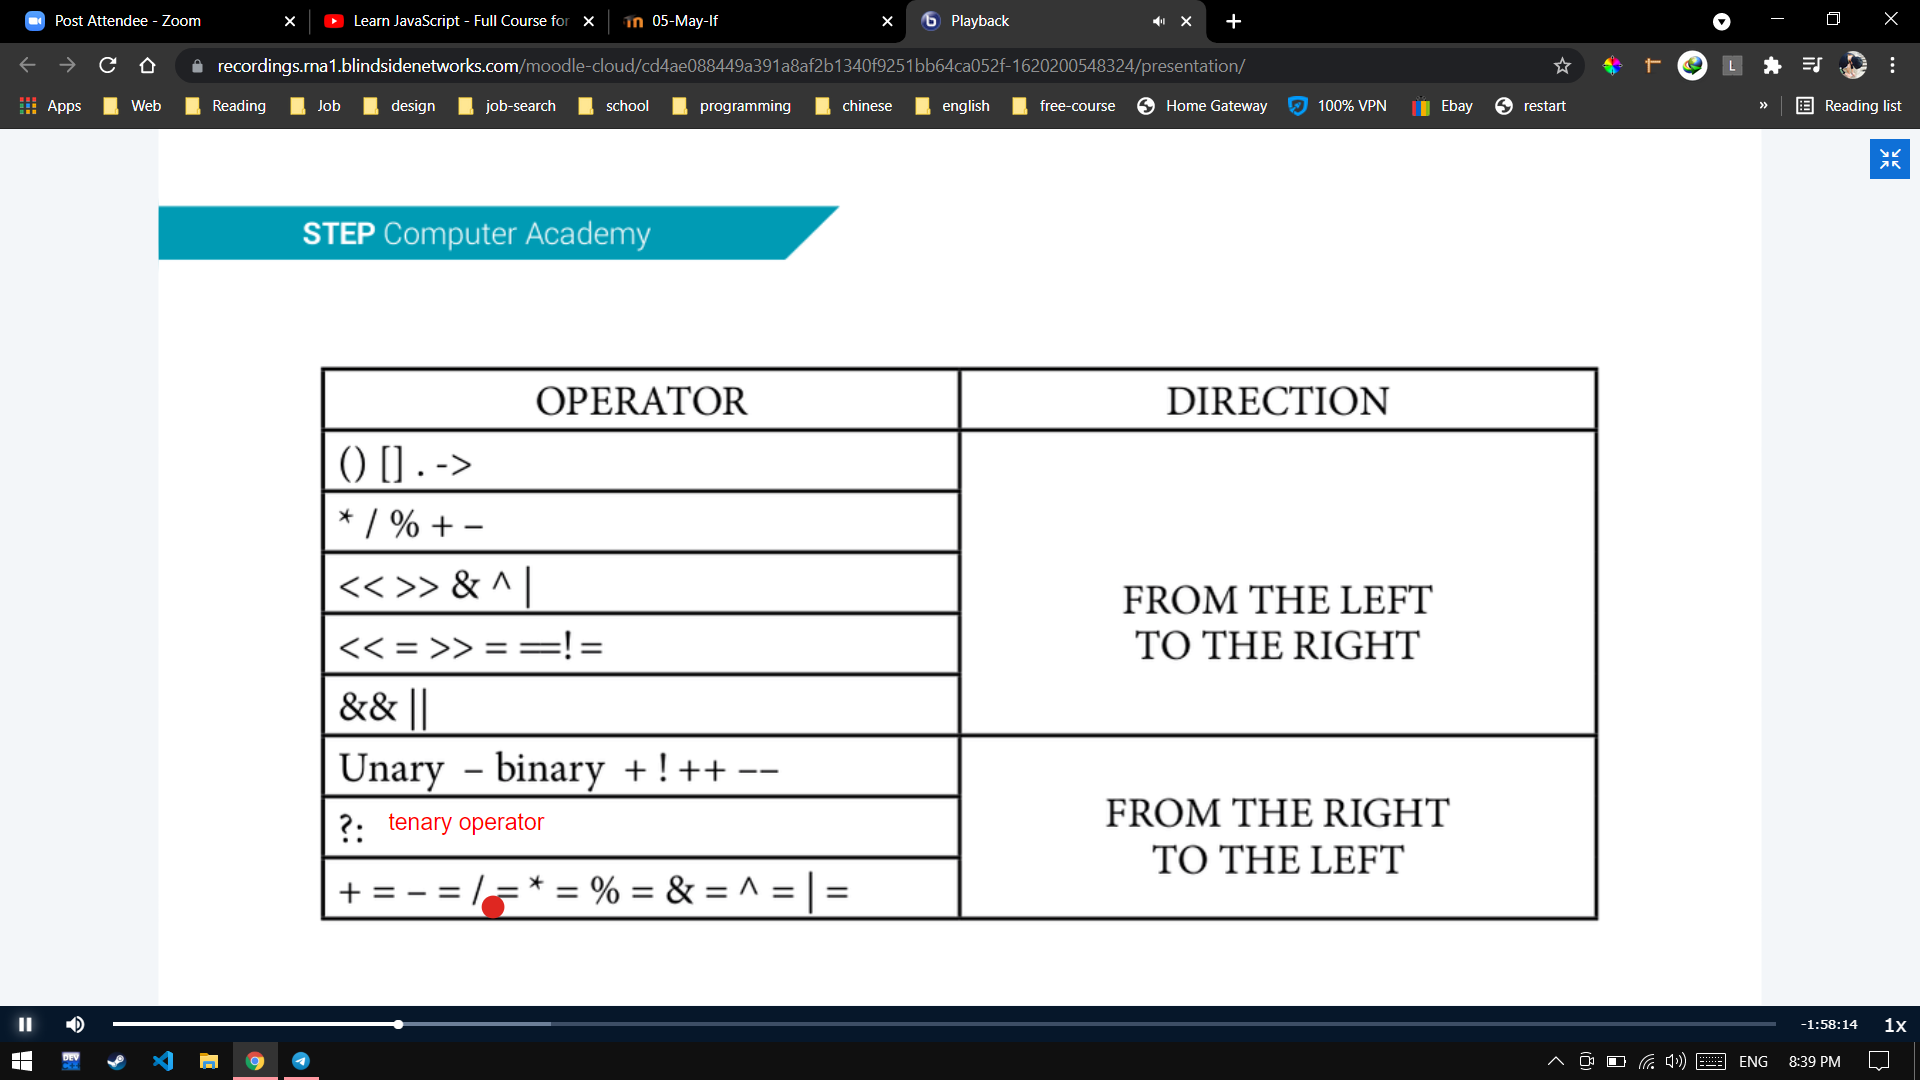 Post Attendee - Zoom
Learn JavaScript - Full Course for
05-May-If
Playback
recordings.rna1.blindsidenetworks.com/moodle-cloud/cd4ae088449a391a8af2b1340f9251bb64ca052f-1620200548324/presentation/
L
Apps
Web
Reading
Job
design
job-search
school
programming
chinese
english
free-course
Home Gateway
100% VPN
Ebay
restart
»
Reading list
STEP Computer Academy
OPERATOR
DIRECTION
() [] . ->
* / % + –
<< >> & ^ |
<< = >> = ==! =
&& ||
FROM THE LEFT
TO THE RIGHT
Unary – binary + ! ++ ––
?: tenary operator
+ = – = / = * = % = & = ^ = | =
FROM THE RIGHT
TO THE LEFT
-1:58:14
1x
DEV
ENG
8:39 PM